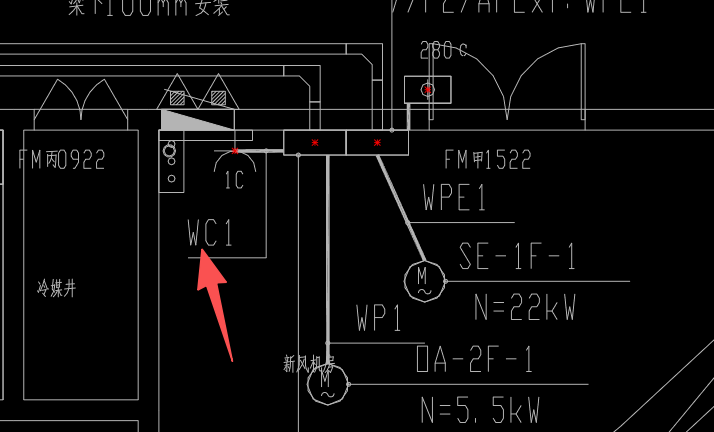 梁下100mm安装
280c
FM丙0922
FM甲1522
1C
WPE1
WC1
SE-1F-1
冷媒井
N=22kW
WP1
新风机房
OA-2F-1
M
M
N=5.5kW